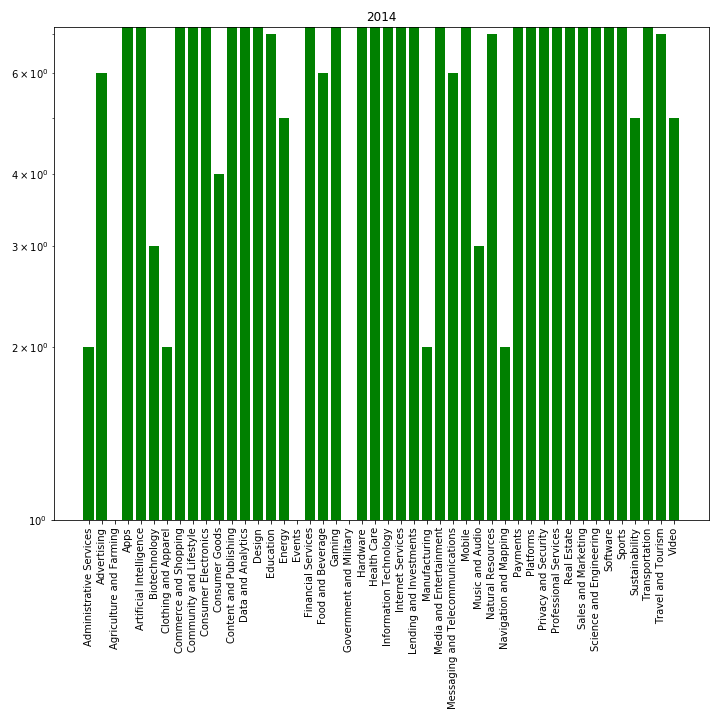 2014
6 × 10⁰
4 × 10⁰
3 × 10⁰
2 × 10⁰
10⁰
Administrative Services
Advertising
Agriculture and Farming
Apps
Artificial Intelligence
Biotechnology
Clothing and Apparel
Commerce and Shopping
Community and Lifestyle
Consumer Electronics
Consumer Goods
Content and Publishing
Data and Analytics
Design
Education
Energy
Events
Financial Services
Food and Beverage
Gaming
Government and Military
Hardware
Health Care
Information Technology
Internet Services
Lending and Investments
Manufacturing
Media and Entertainment
Messaging and Telecommunications
Mobile
Music and Audio
Natural Resources
Navigation and Mapping
Payments
Platforms
Privacy and Security
Professional Services
Real Estate
Sales and Marketing
Science and Engineering
Software
Sports
Sustainability
Transportation
Travel and Tourism
Video